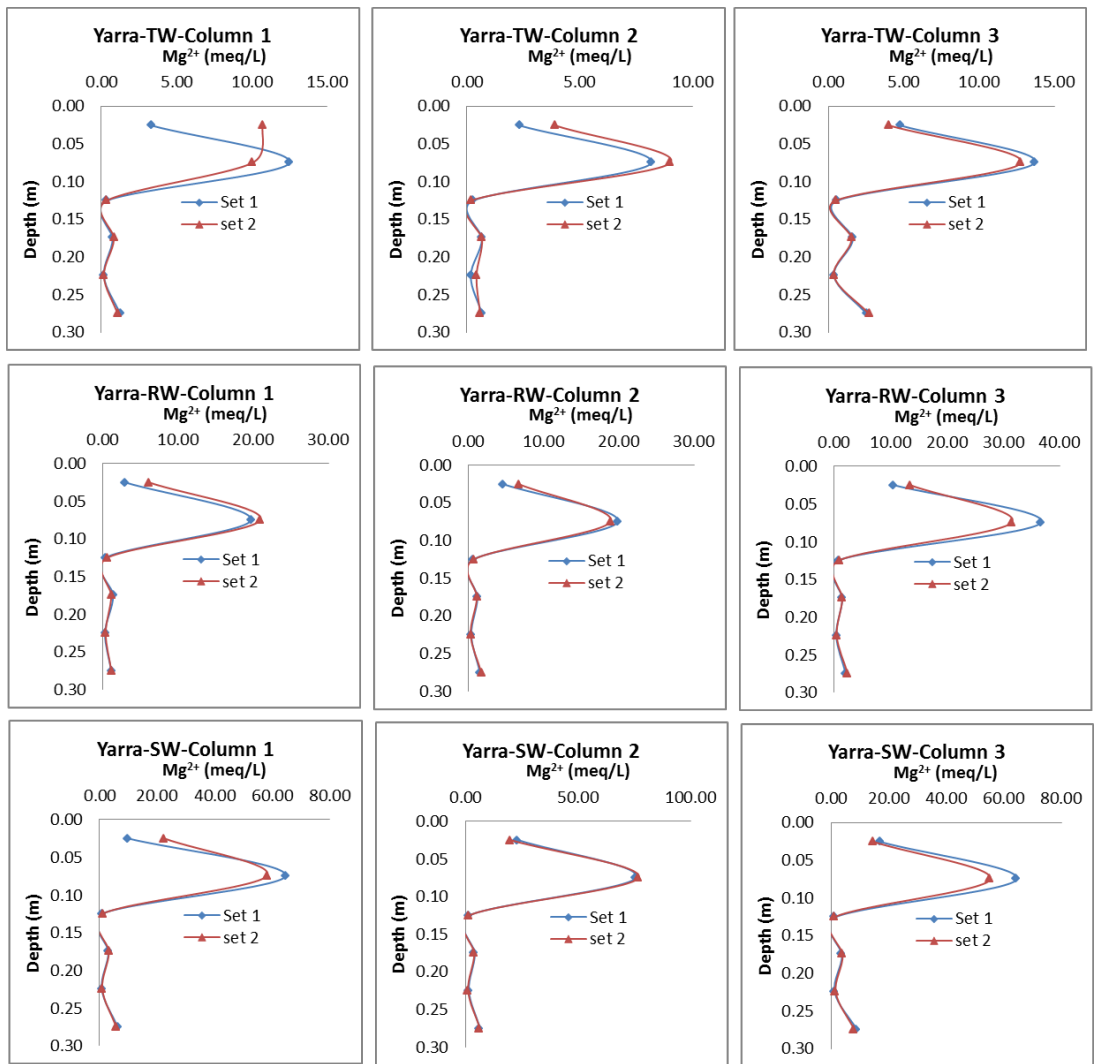 Yarra-TW-Column 1
Mg²⁺ (meq/L)
0.00 5.00 10.00 15.00
0.00
0.05
0.10
0.15
0.20
0.25
0.30
Depth (m)
Set 1
set 2
Yarra-TW-Column 2
Mg²⁺ (meq/L)
0.00 5.00 10.00
0.00
0.05
0.10
0.15
0.20
0.25
0.30
Depth (m)
Set 1
set 2
Yarra-TW-Column 3
Mg²⁺ (meq/L)
0.00 5.00 10.00 15.00
0.00
0.05
0.10
0.15
0.20
0.25
0.30
Depth (m)
Set 1
set 2
Yarra-RW-Column 1
Mg²⁺ (meq/L)
0.00 10.00 20.00 30.00
0.00
0.05
0.10
0.15
0.20
0.25
0.30
Depth (m)
Set 1
set 2
Yarra-RW-Column 2
Mg²⁺ (meq/L)
0.00 10.00 20.00 30.00
0.00
0.05
0.10
0.15
0.20
0.25
0.30
Depth (m)
Set 1
set 2
Yarra-RW-Column 3
Mg²⁺ (meq/L)
0.00 10.00 20.00 30.00 40.00
0.00
0.05
0.10
0.15
0.20
0.25
0.30
Depth (m)
Set 1
set 2
Yarra-SW-Column 1
Mg²⁺ (meq/L)
0.00 20.00 40.00 60.00 80.00
0.00
0.05
0.10
0.15
0.20
0.25
0.30
Depth (m)
Set 1
set 2
Yarra-SW-Column 2
Mg²⁺ (meq/L)
0.00 50.00 100.00
0.00
0.05
0.10
0.15
0.20
0.25
0.30
Depth (m)
Set 1
set 2
Yarra-SW-Column 3
Mg²⁺ (meq/L)
0.00 20.00 40.00 60.00 80.00
0.00
0.05
0.10
0.15
0.20
0.25
0.30
Depth (m)
Set 1
set 2